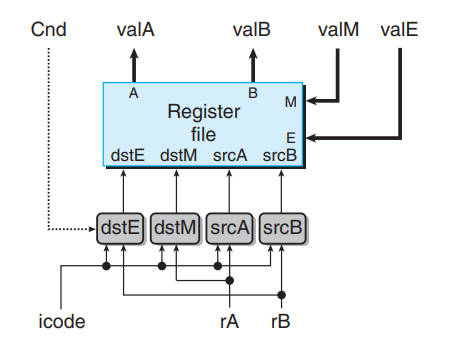 Cnd valA valB valM valE
A B
M
Register
file
E
dstE dstM srcA srcB
dstE dstM srcA srcB
icode rA rB